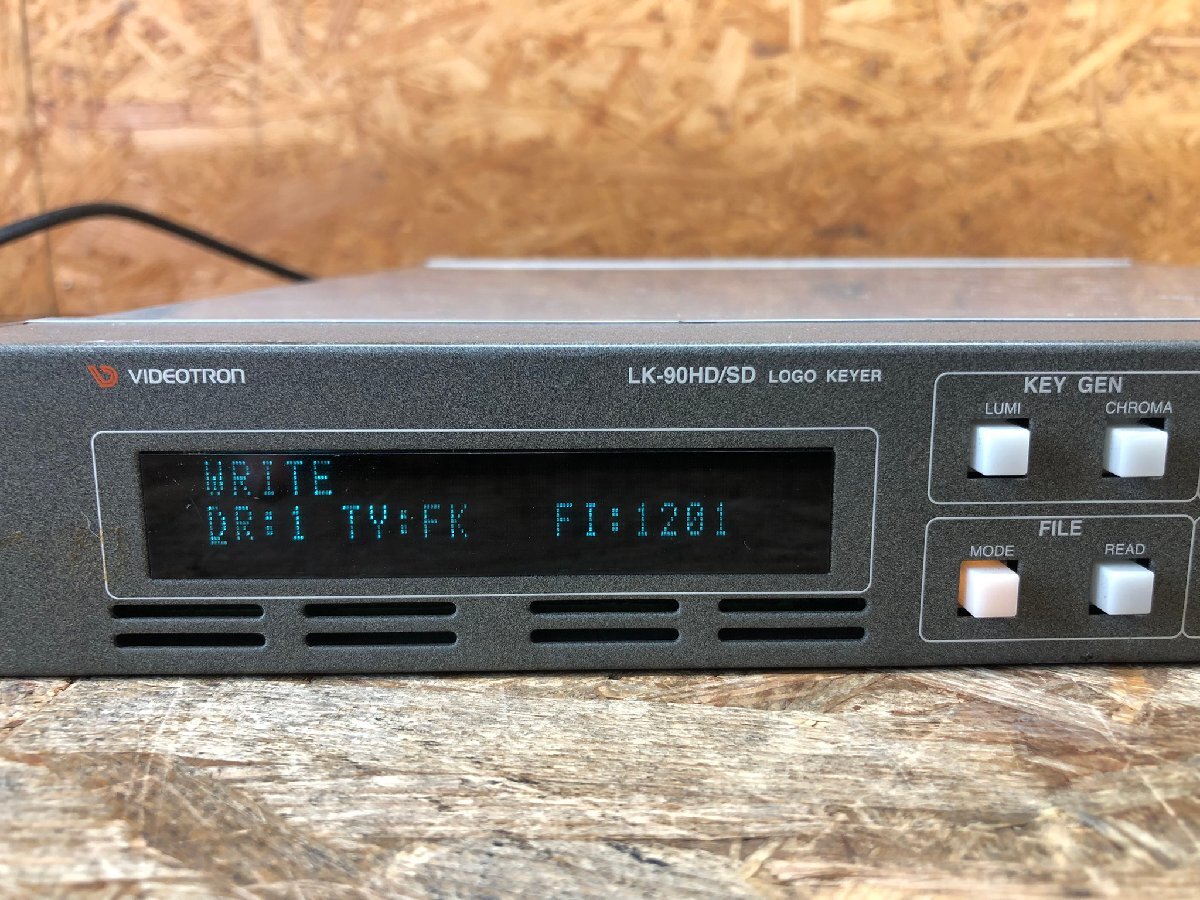 VIDEOTRON
LK-90HD/SD LOGO KEYER
KEY GEN
LUMI
CHROMA
WRITE
DR:1 TY:FK FI:1201
FILE
MODE
READ